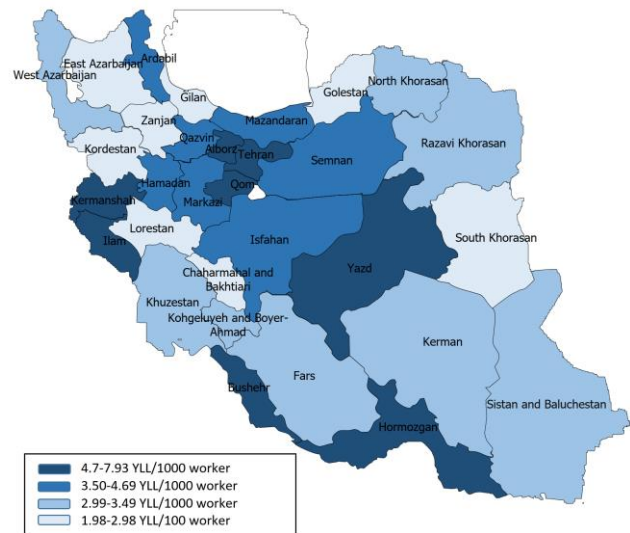 Ardabil
East Azarbaijan
West Azarbaijan
Gilan
Golestan
North Khorasan
Zanjan
Mazandaran
Qazvin
Alborz
Tehran
Razavi Khorasan
Kordestan
Semnan
Hamadan
Qom
Kermanshah
Markazi
Lorestan
Ilam
Isfahan
South Khorasan
Yazd
Chaharmahal and
Bakhtiari
Khuzestan
Kohgeluyeh and Boyer-
Ahmad
Kerman
Fars
Bushehr
Sistan and Baluchestan
Hormozgan
4.7-7.93 YLL/1000 worker
3.50-4.69 YLL/1000 worker
2.99-3.49 YLL/1000 worker
1.98-2.98 YLL/100 worker